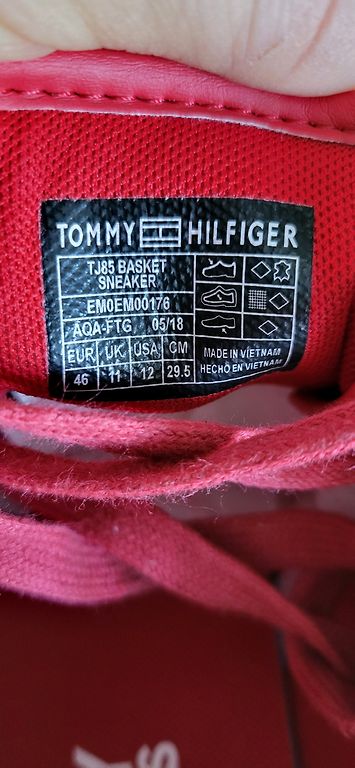 TOMMY HILFIGER
TJ85 BASKET
SNEAKER
EM0EM00176
AQA-FTG 05/18
EUR UK USA CM
46 11 12 29.5
MADE IN VIETNAM
HECHO EN VIETNAM